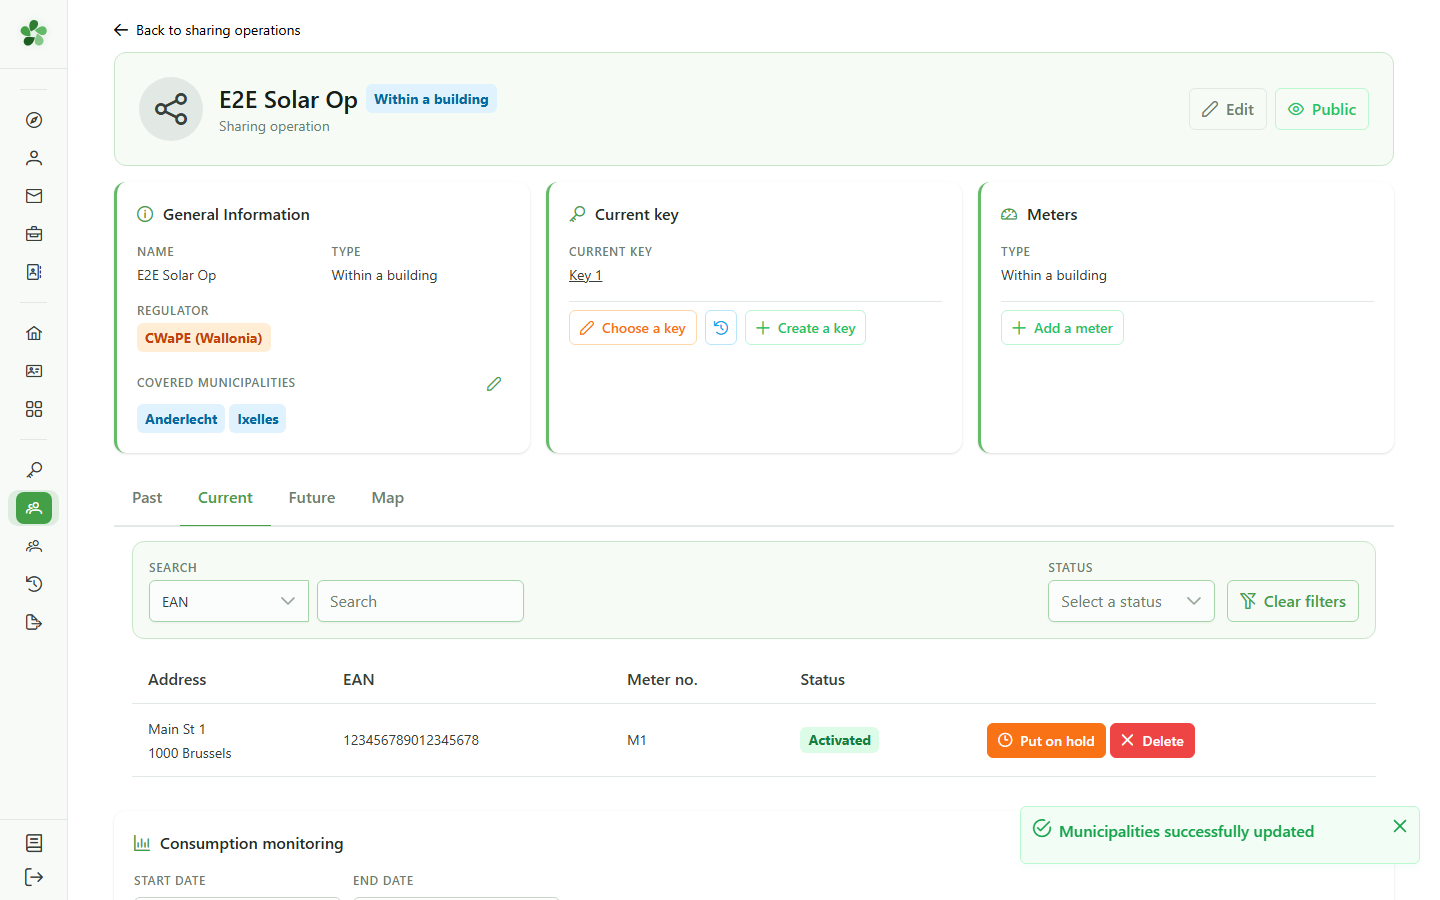 Back to sharing operations
E2E Solar Op
Within a building
Sharing operation
Edit
Public
General Information
NAME
TYPE
E2E Solar Op
Within a building
REGULATOR
CWaPE (Wallonia)
COVERED MUNICIPALITIES
Anderlecht
Ixelles
Current key
CURRENT KEY
Key 1
Choose a key
Create a key
Meters
TYPE
Within a building
Add a meter
Past
Current
Future
Map
SEARCH
EAN
Search
STATUS
Select a status
Clear filters
Address
EAN
Meter no.
Status
Main St 1
1000 Brussels
123456789012345678
M1
Activated
Put on hold
Delete
Consumption monitoring
START DATE
END DATE
Municipalities successfully updated